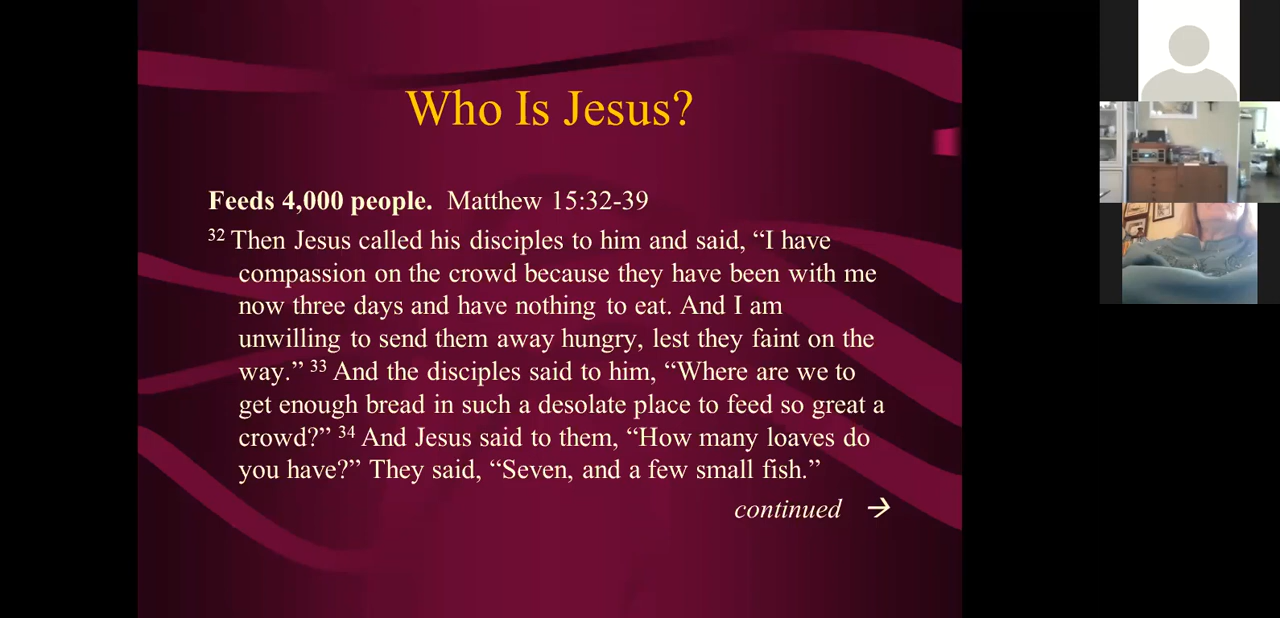 Who Is Jesus?
Feeds 4,000 people. Matthew 15:32-39
32 Then Jesus called his disciples to him and said, “I have
compassion on the crowd because they have been with me
now three days and have nothing to eat. And I am
unwilling to send them away hungry, lest they faint on the
way.” 33 And the disciples said to him, “Where are we to
get enough bread in such a desolate place to feed so great a
crowd?” 34 And Jesus said to them, “How many loaves do
you have?” They said, “Seven, and a few small fish.”
continued →